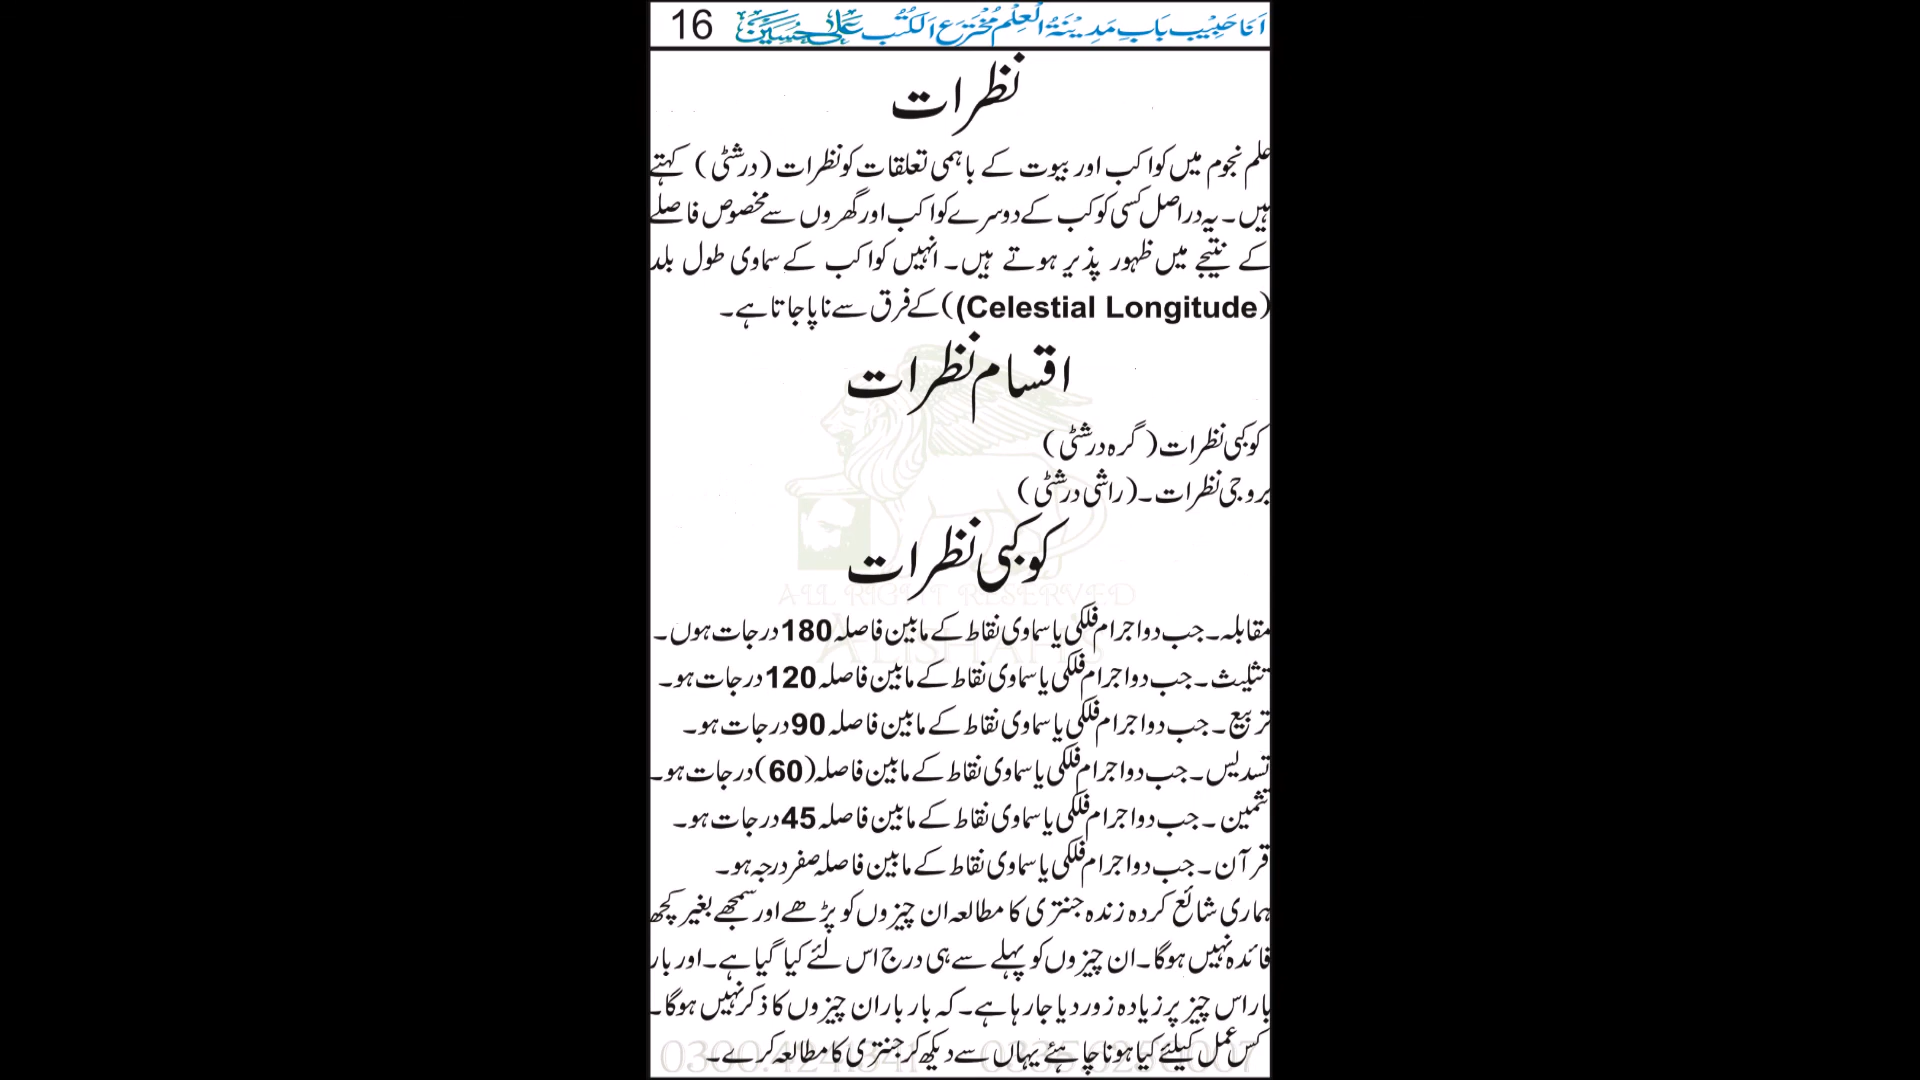 اَنَا حَبِیْب بَابِ مَدِیْنَۃُ الْعِلْم مُخْتَرَع اَلکُتُب عَلی حُسَیْن 16
نظرات
علم نجوم میں کواکب اور بیوت کے باہمی تعلقات کو نظرات (درشٹی) کہتے
ہیں۔ یہ دراصل کسی کوکب کے دوسرے کواکب اور گھروں سے مخصوص فاصلے
کے نتیجے میں ظہور پذیر ہوتے ہیں۔ انہیں کواکب کے سماوی طول بلد
(Celestial Longitude)) کے فرق سے ناپا جاتا ہے۔
اقسام نظرات
کوکبی نظرات (گرہ درشٹی)
بروجی نظرات۔ (راشی درشٹی)
کوکبی نظرات
ALL RIGHT RESERVED
مقابلہ۔ جب دو اجرام فلکی یا سماوی نقاط کے مابین فاصلہ 180 درجات ہوں۔
ALISHAH'S
تثلیث۔ جب دو اجرام فلکی یا سماوی نقاط کے مابین فاصلہ 120 درجات ہو۔
تربیع۔ جب دو اجرام فلکی یا سماوی نقاط کے مابین فاصلہ 90 درجات ہو۔
تسدیس۔ جب دو اجرام فلکی یا سماوی نقاط کے مابین فاصلہ (60) درجات ہو۔
تثمین۔ جب دو اجرام فلکی یا سماوی نقاط کے مابین فاصلہ 45 درجات ہو۔
قرآن۔ جب دو اجرام فلکی یا سماوی نقاط کے مابین فاصلہ صفر درجہ ہو۔
ہماری شائع کردہ زندہ جنتری کا مطالعہ ان چیزوں کو پڑھے اور سمجھے بغیر کچھ
فائدہ نہیں ہوگا۔ ان چیزوں کو پہلے سے ہی درج اس لئے کیا گیا ہے۔ اور بار
بار اس چیز پر زیادہ زور دیا جا رہا ہے۔ کہ بار بار ان چیزوں کا ذکر نہیں ہوگا۔
کس عمل کیلئے کیا ہونا چاہئے یہاں سے دیکھ کر جنتری کا مطالعہ کرے۔